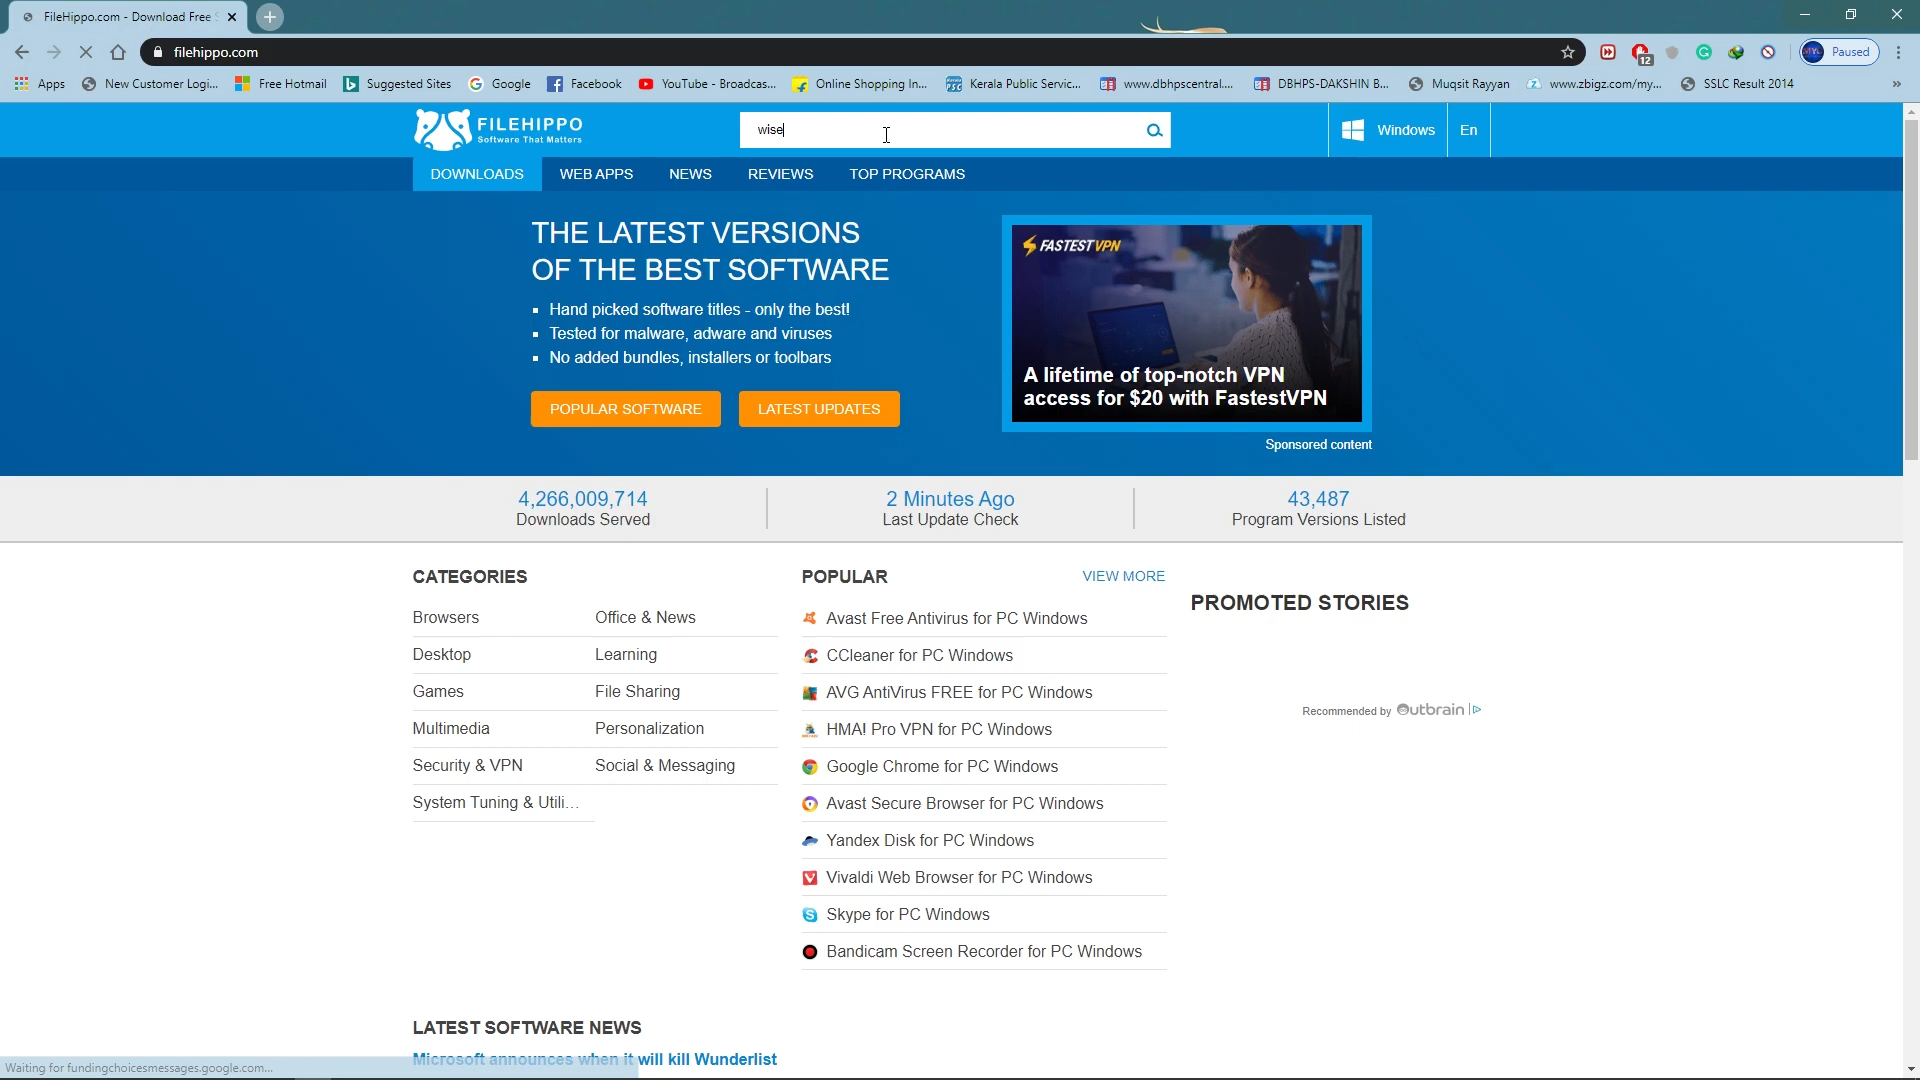 FileHippo.com - Download Free S
filehippo.com
12
Paused
Apps
New Customer Logi...
Free Hotmail
Suggested Sites
Google
Facebook
YouTube - Broadcas...
Online Shopping In...
Kerala Public Servic...
www.dbhpscentral....
DBHPS-DAKSHIN B...
Muqsit Rayyan
www.zbigz.com/my...
SSLC Result 2014
»
FILEHIPPO
Software That Matters
wise
Windows
En
DOWNLOADS
WEB APPS
NEWS
REVIEWS
TOP PROGRAMS
THE LATEST VERSIONS
OF THE BEST SOFTWARE
Hand picked software titles - only the best!
Tested for malware, adware and viruses
No added bundles, installers or toolbars
POPULAR SOFTWARE
LATEST UPDATES
FASTESTVPN
A lifetime of top-notch VPN
access for $20 with FastestVPN
Sponsored content
4,266,009,714
Downloads Served
2 Minutes Ago
Last Update Check
43,487
Program Versions Listed
CATEGORIES
Browsers
Office & News
Desktop
Learning
Games
File Sharing
Multimedia
Personalization
Security & VPN
Social & Messaging
System Tuning & Utili...
POPULAR
VIEW MORE
Avast Free Antivirus for PC Windows
CCleaner for PC Windows
AVG AntiVirus FREE for PC Windows
HMA! Pro VPN for PC Windows
Google Chrome for PC Windows
Avast Secure Browser for PC Windows
Yandex Disk for PC Windows
Vivaldi Web Browser for PC Windows
Skype for PC Windows
Bandicam Screen Recorder for PC Windows
PROMOTED STORIES
Recommended by Outbrain
LATEST SOFTWARE NEWS
Microsoft announces when it will kill Wunderlist
Waiting for fundingchoicesmessages.google.com...